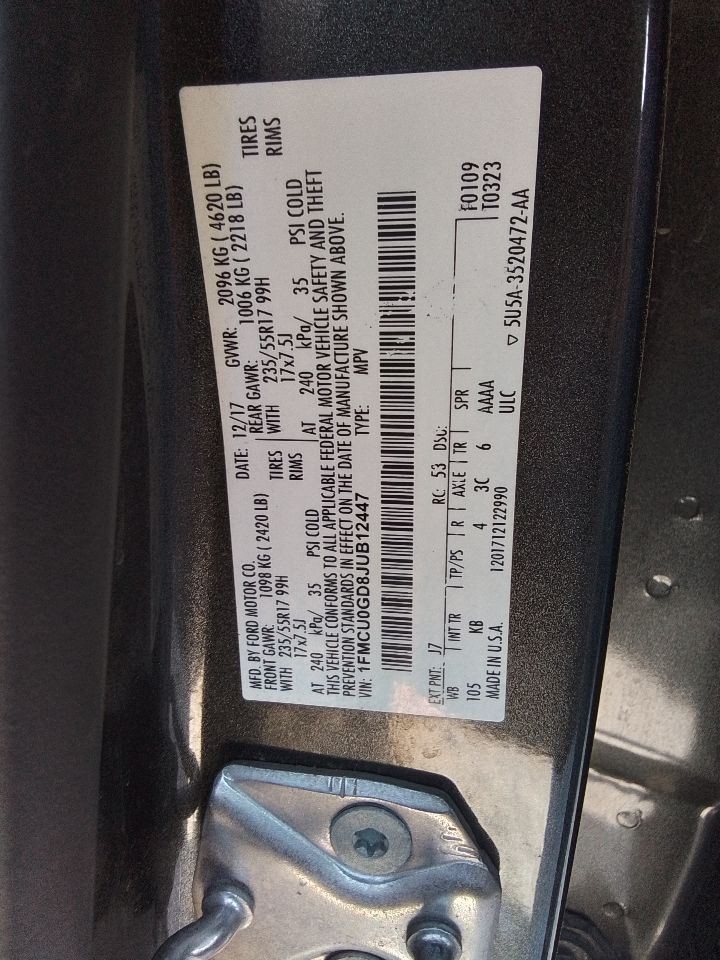 MFD. BY FORD MOTOR CO.
DATE: 12/17 GVWR: 2096 KG ( 4620 LB)
FRONT GAWR: 1098 KG ( 2420 LB) REAR GAWR: 1006 KG ( 2218 LB)
WITH 235/55R17 99H TIRES WITH 235/55R17 99H TIRES
17x7.5J RIMS 17x7.5J RIMS
AT 240 kPa/ 35 PSI COLD AT 240 kPa/ 35 PSI COLD
THIS VEHICLE CONFORMS TO ALL APPLICABLE FEDERAL MOTOR VEHICLE SAFETY AND THEFT
PREVENTION STANDARDS IN EFFECT ON THE DATE OF MANUFACTURE SHOWN ABOVE.
VIN: 1FMCU0GD8JUB12447 TYPE: MPV
EXT PNT: J7 RC: 53 DSO: F0109
WB INT TR TP/PS R AXLE TR SPR T0323
105 KB 4 3C 6 AAAA
MADE IN U.S.A. 1201712122990 ULC ▽ 5U5A-3520472-AA